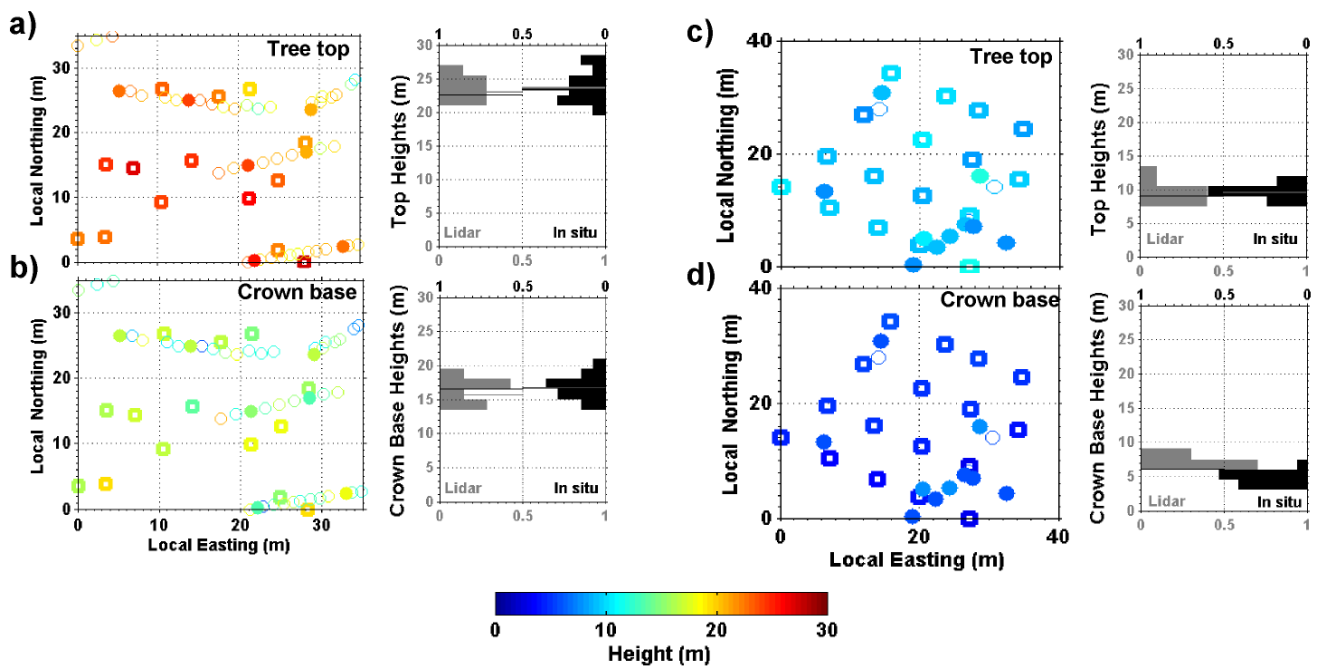 a)
Tree top
Local Northing (m)
0
10
20
30
1 0.5 0
Top Heights (m)
30
25
20
15
10
5
0
Lidar
In situ
b)
Crown base
Local Northing (m)
30
20
10
0
0 10 20 30
Local Easting (m)
1 0.5 0
Crown Base Heights (m)
30
25
20
15
10
5
0
Lidar
In situ
0 0.5 1
c)
Tree top
Local Northing (m)
40
20
0
1 0.5 0
Top Heights (m)
30
25
20
15
10
5
0
Lidar
In situ
0 0.5 1
d)
Crown base
Local Northing (m)
40
20
0
0 20 40
Local Easting (m)
1 0.5 0
Crown Base Heights (m)
30
25
20
15
10
5
0
Lidar
In situ
0 0.5 1
0 10 20 30
Height (m)